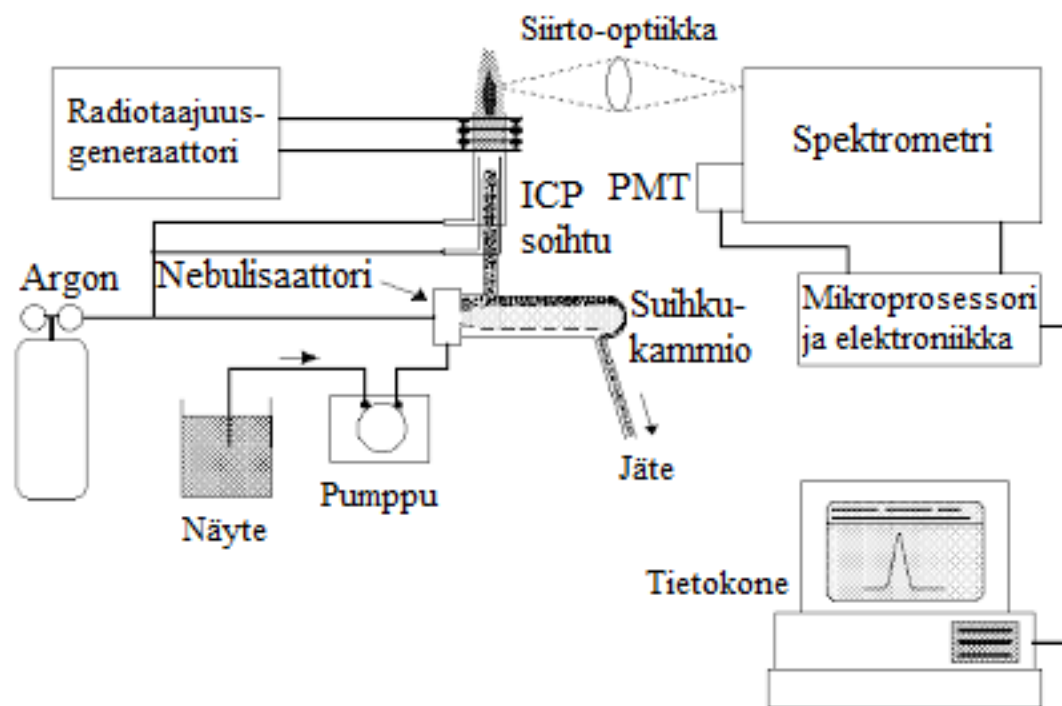 Siirto-optiikka
Radiotaajuus-
generaattori
Spektrometri
PMT
ICP
soihtu
Argon
Nebulisaattori
Suihku-
kammio
Mikroprosessori
ja elektroniikka
Näyte
Pumppu
Jäte
Tietokone